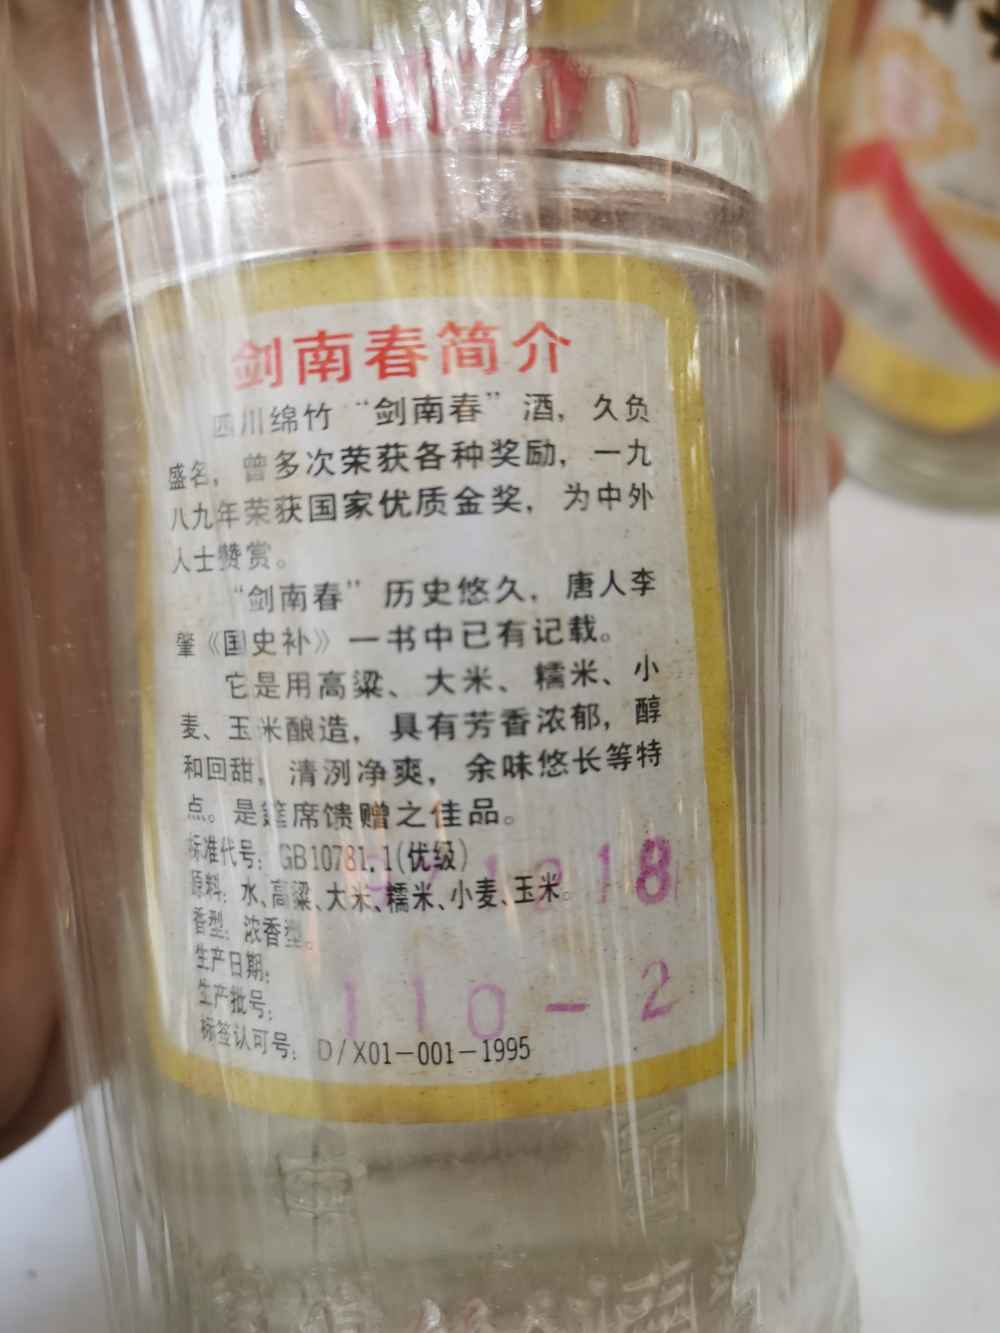 剑南春简介
四川绵竹“剑南春”酒，久负
盛名，曾多次荣获各种奖励，一九
八九年荣获国家优质金奖，为中外
人士赞赏。
“剑南春”历史悠久，唐人李
肇《国史补》一书中已有记载。
它是用高粱、大米、糯米、小
麦、玉米酿造，具有芳香浓郁，醇
和回甜，清洌净爽，余味悠长等特
点。是筵席馈赠之佳品。
标准代号：GB10781.1(优级)
原料：水、高粱、大米、糯米、小麦、玉米。
香型：浓香型。
生产日期：
生产批号：
110-2
标签认可号：D/X01-001-1995